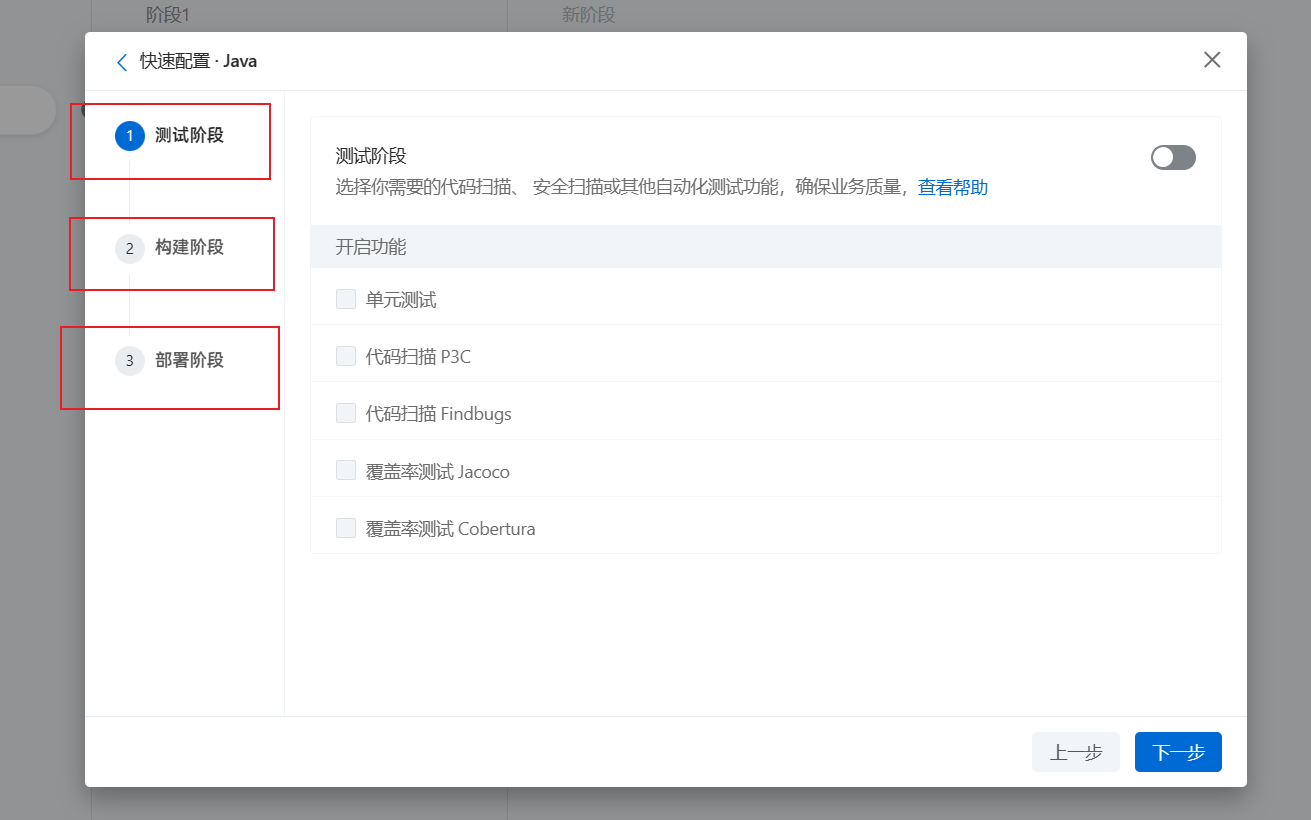 阶段1
新阶段
快速配置 · Java
1 测试阶段
2 构建阶段
3 部署阶段
测试阶段
选择你需要的代码扫描、 安全扫描或其他自动化测试功能，确保业务质量，查看帮助
开启功能
单元测试
代码扫描 P3C
代码扫描 Findbugs
覆盖率测试 Jacoco
覆盖率测试 Cobertura
上一步
下一步